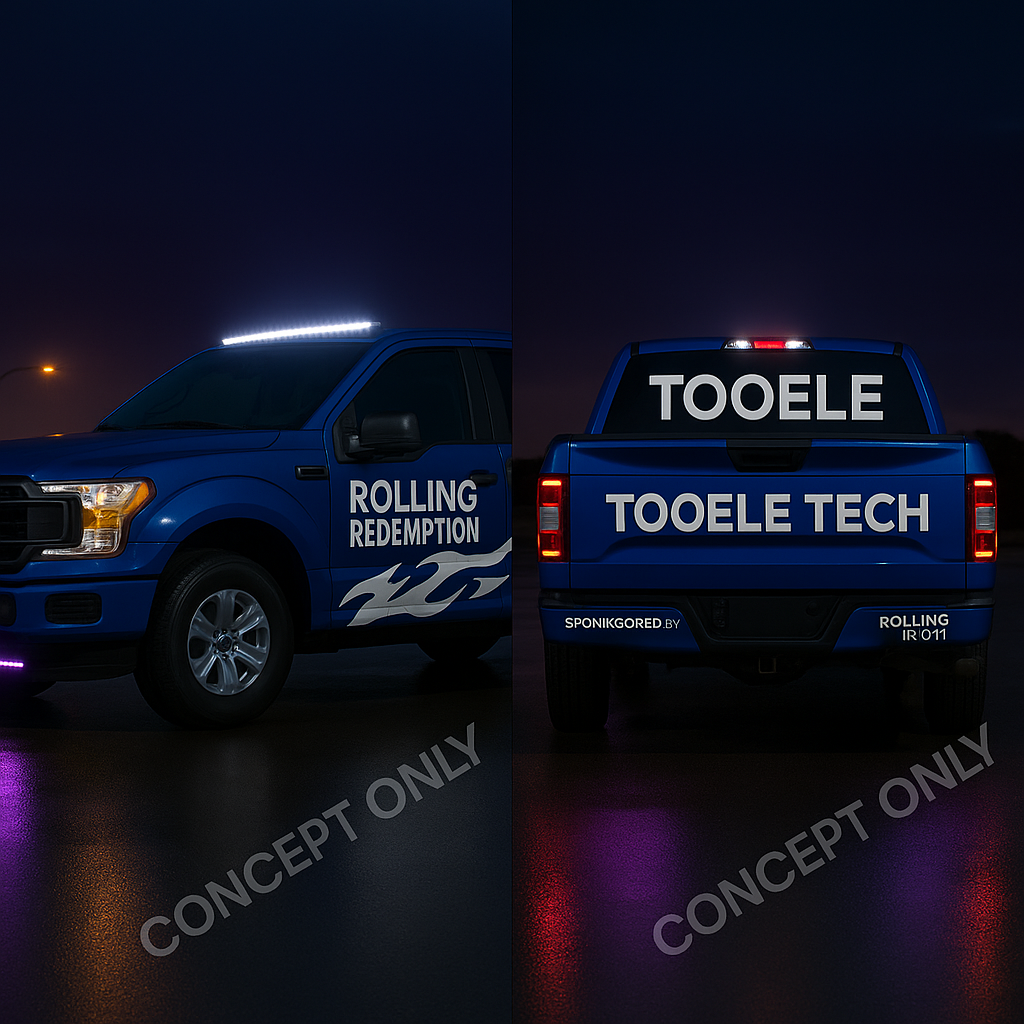 ROLLING
REDEMPTION
CONCEPT ONLY
TOOELE
TOOELE TECH
SPONIKGORED.BY
ROLLING
IR|011
CONCEPT ONLY